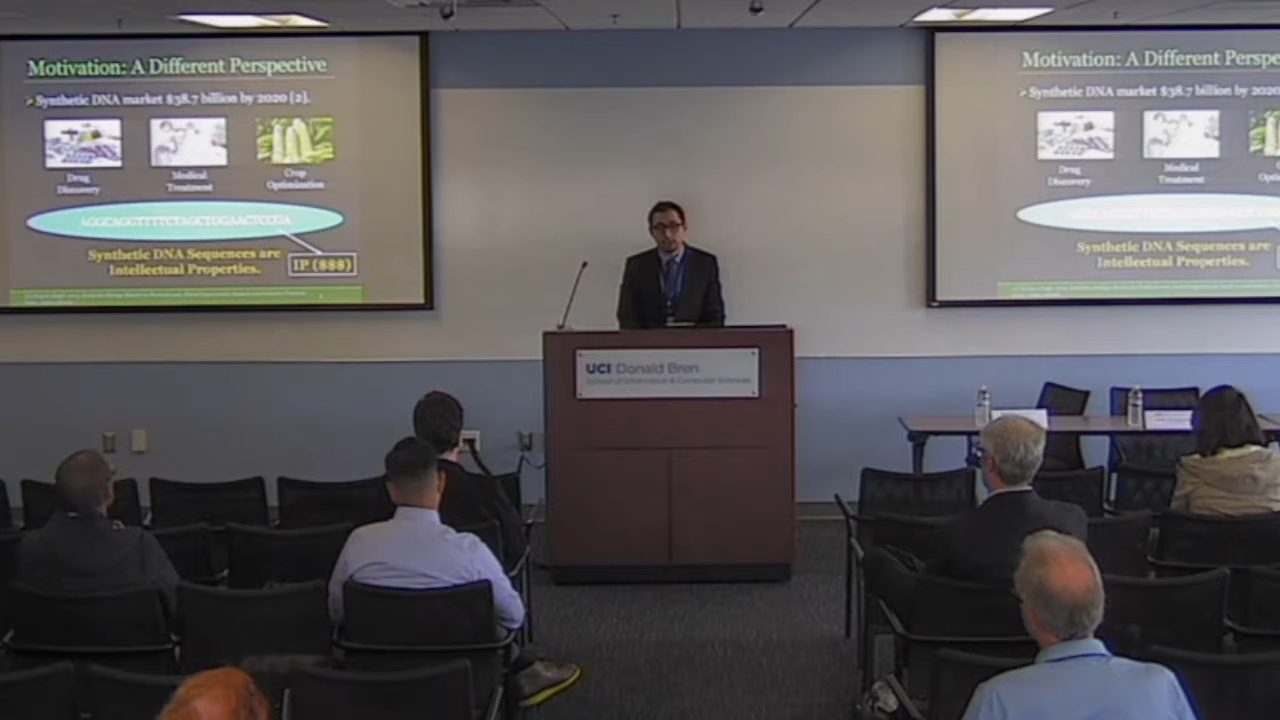 Motivation: A Different Perspective
➢Synthetic DNA market $38.7 billion by 2020 (2).
Drug
Discovery
Medical
Treatment
Crop
Optimization
Synthetic DNA Sequences are
Intellectual Properties.
IP ($$$)
UCI Donald Bren
School of Information & Computer Sciences
Motivation: A Different Perspe
➢Synthetic DNA market $38.7 billion by 2020
Drug
Discovery
Medical
Treatment
Synthetic DNA Sequences are
Intellectual Properties.